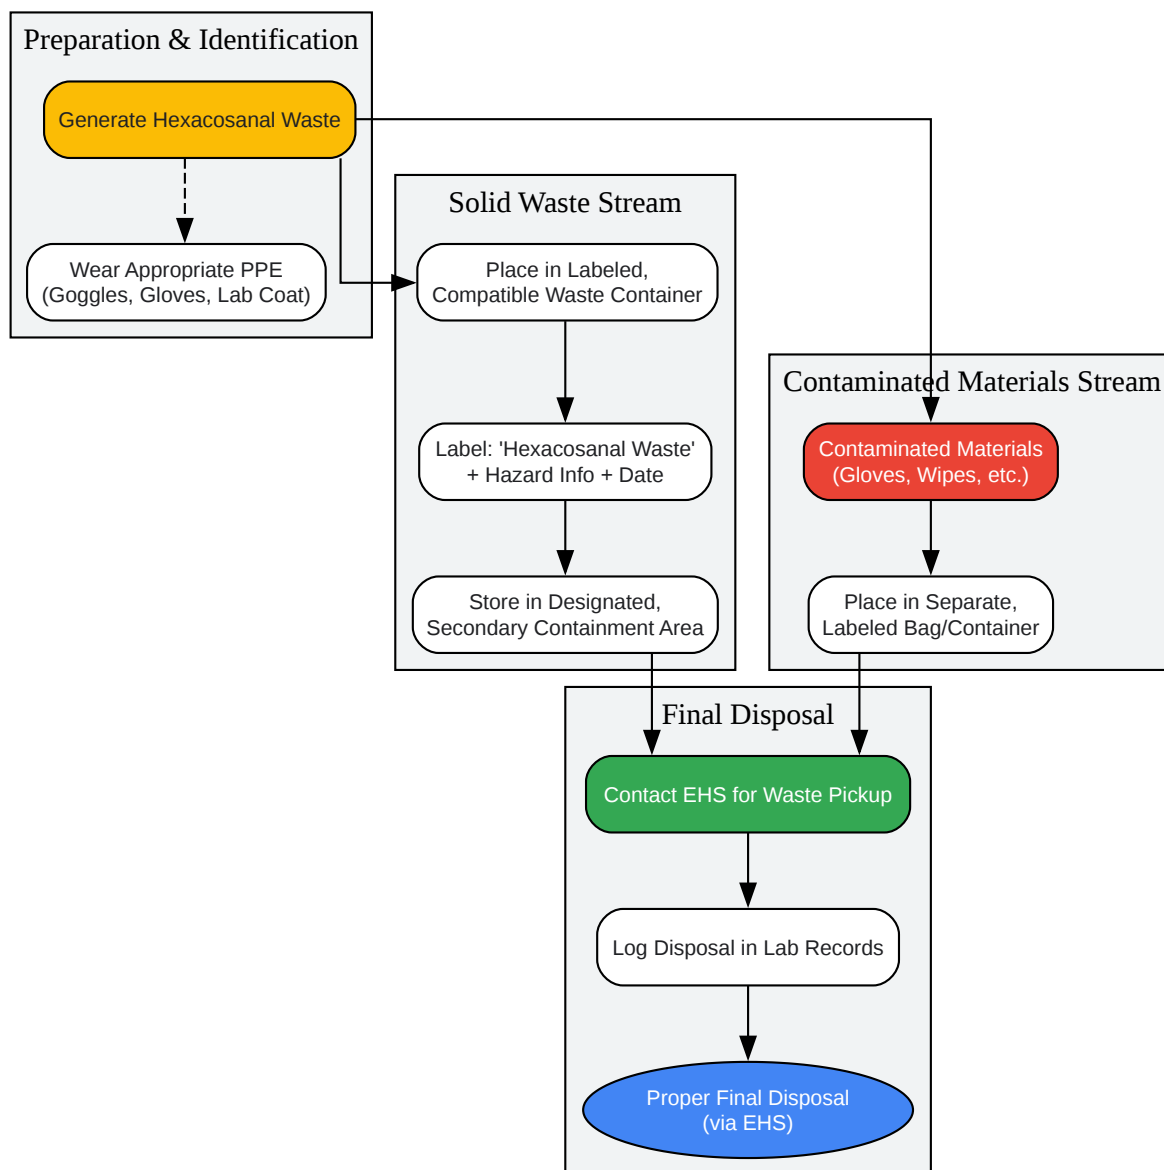 Preparation & Identification
Generate Hexacosanal Waste
Wear Appropriate PPE
(Goggles, Gloves, Lab Coat)
Solid Waste Stream
Place in Labeled,
Compatible Waste Container
Label: 'Hexacosanal Waste'
+ Hazard Info + Date
Store in Designated,
Secondary Containment Area
Contaminated Materials Stream
Contaminated Materials
(Gloves, Wipes, etc.)
Place in Separate,
Labeled Bag/Container
Final Disposal
Contact EHS for Waste Pickup
Log Disposal in Lab Records
Proper Final Disposal
(via EHS)